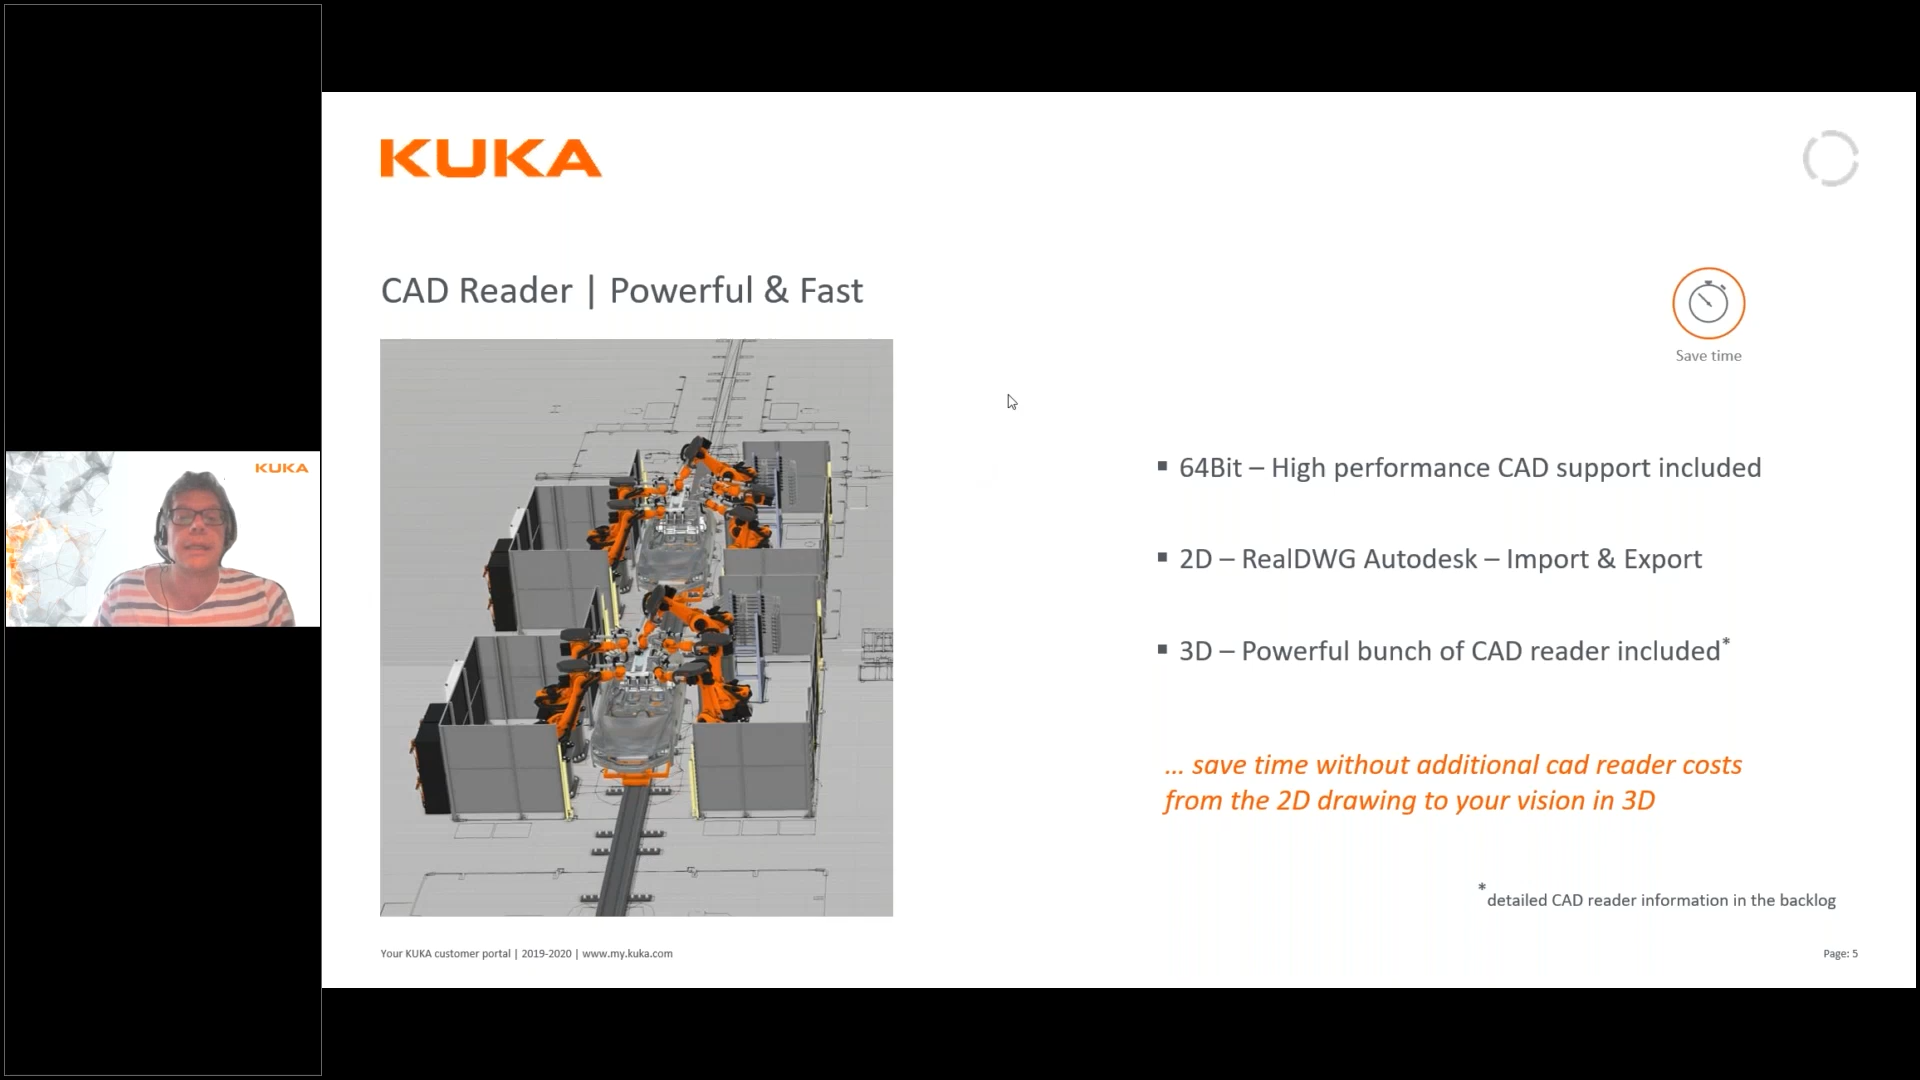 KUKA
KUKA
CAD Reader | Powerful & Fast
Save time
64Bit – High performance CAD support included
2D – RealDWG Autodesk – Import & Export
3D – Powerful bunch of CAD reader included*
... save time without additional cad reader costs
from the 2D drawing to your vision in 3D
*detailed CAD reader information in the backlog
Your KUKA customer portal | 2019-2020 | www.my.kuka.com
Page: 5